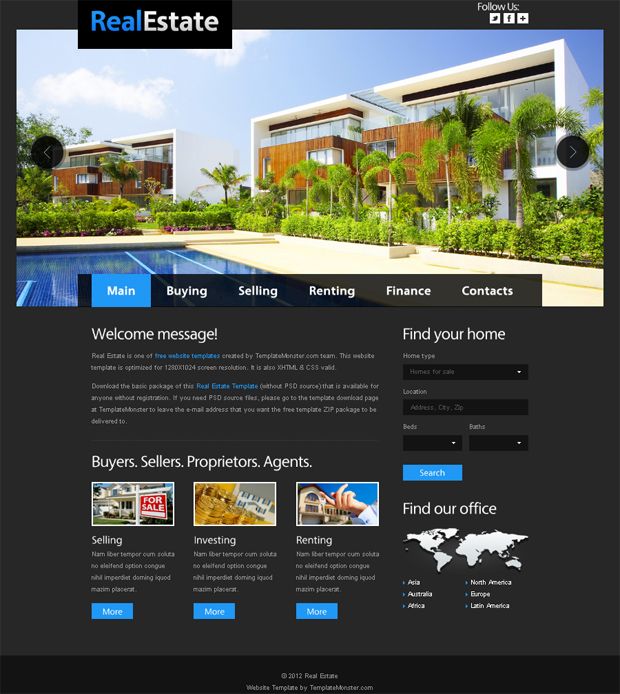 RealEstate
Follow Us:
Main
Buying
Selling
Renting
Finance
Contacts
Welcome message!
Real Estate is one of free website templates created by TemplateMonster.com team. This website
template is optimized for 1280X1024 screen resolution. It is also XHTML & CSS valid.
Download the basic package of this Real Estate Template (without PSD source) that is available for
anyone without registration. If you need PSD source files, please go to the template download page
at TemplateMonster to leave the e-mail address that you want the free template ZIP package to be
delivered to.
Buyers. Sellers. Proprietors. Agents.
FOR
SALE
Selling
Nam liber tempor cum soluta
no eleifend option congue
nihil imperdiet doming iquod
mazim placerat.
More
Investing
Nam liber tempor cum soluta
no eleifend option congue
nihil imperdiet doming iquod
mazim placerat.
More
Renting
Nam liber tempor cum soluta
no eleifend option congue
nihil imperdiet doming iquod
mazim placerat.
More
Find your home
Home type
Homes for sale
Location
Address, City, Zip
Beds
Baths
Search
Find our office
Asia
North America
Australia
Europe
Africa
Latin America
© 2012 Real Estate
Website Template by TemplateMonster.com